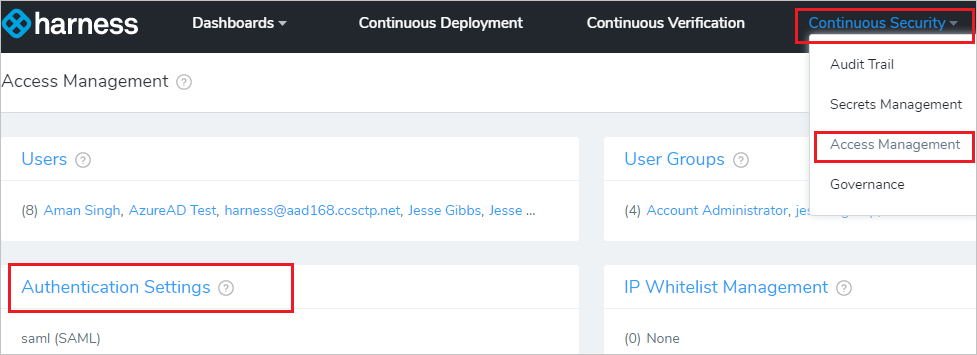 harness Dashboards Continuous Deployment Continuous Verification Continuous Security
Audit Trail
Access Management ?
Secrets Management
Access Management
Governance
Users ?
User Groups ?
(8) Aman Singh, AzureAD Test, harness@aad168.ccsctp.net, Jesse Gibbs, Jesse ...
(4) Account Administrator,
Authentication Settings ?
IP Whitelist Management ?
saml (SAML)
(0) None